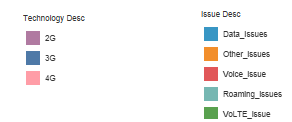 Technology Desc
2G
3G
4G
Issue Desc
Data_Issues
Other_Issues
Voice_Issue
Roaming_Issues
VoLTE_Issue